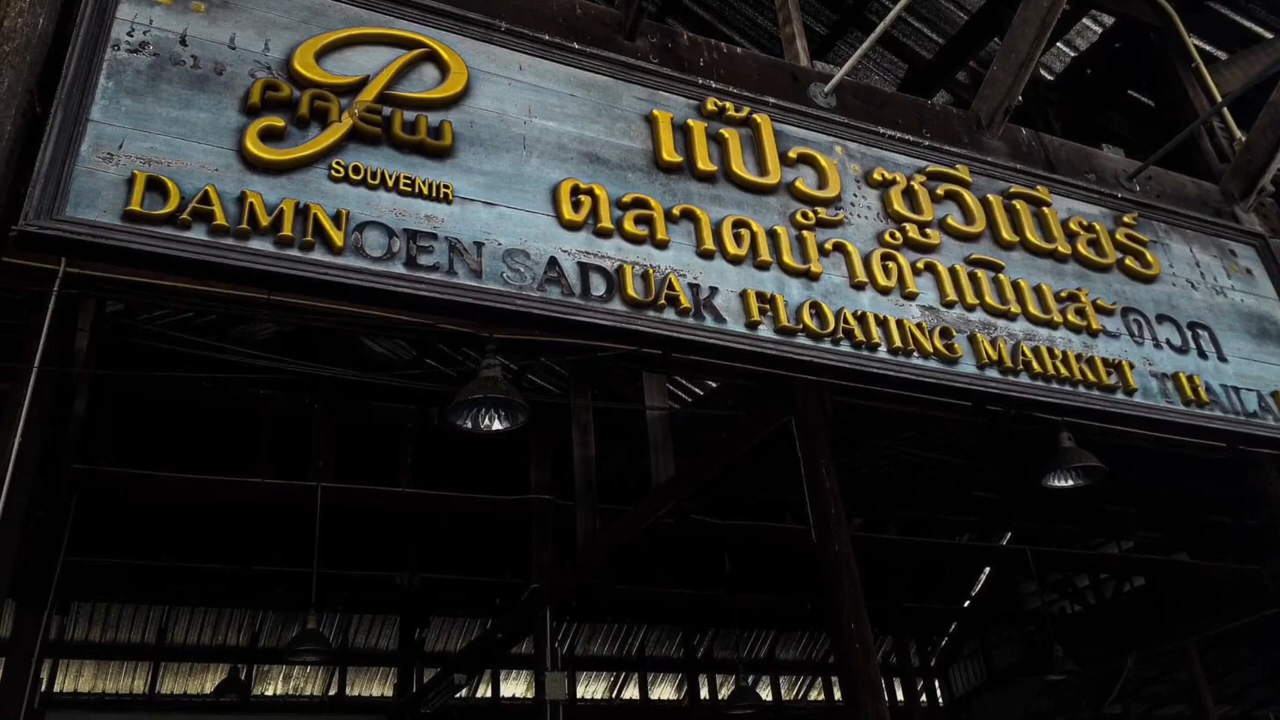 PAEW
SOUVENIR
แป๊ว ซูวีเนียร์
ตลาดน้ำดำเนินสะดวก
DAMNOEN SADUAK FLOATING MARKET THAILA